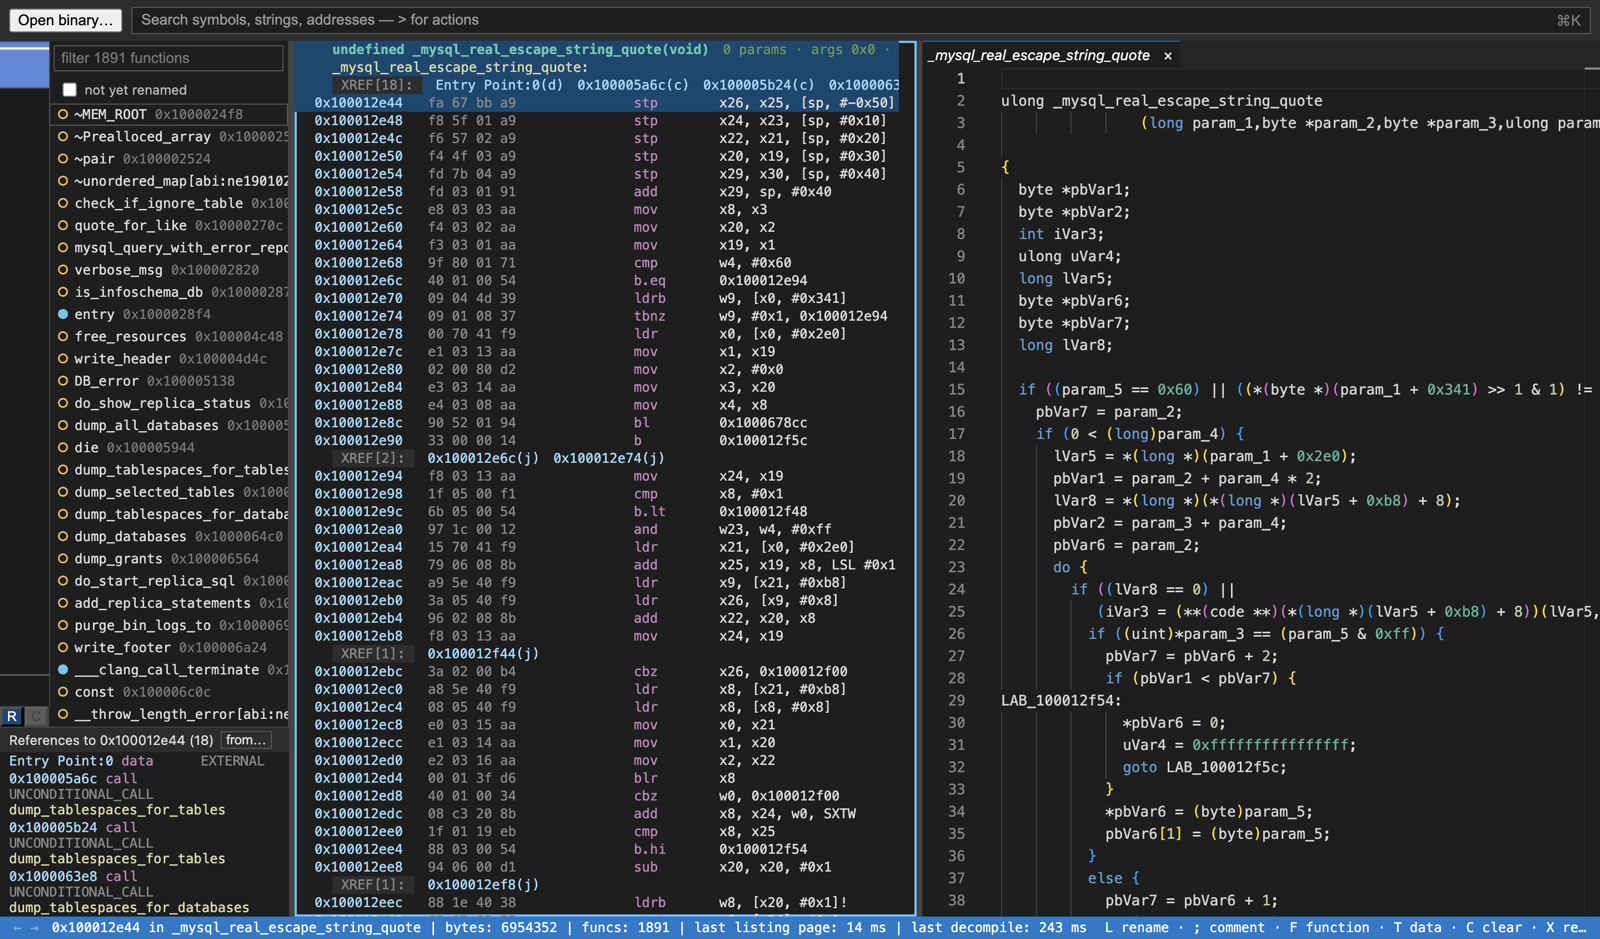 Open binary…
Search symbols, strings, addresses — > for actions
⌘K
filter 1891 functions
not yet renamed
~MEM_ROOT 0x1000024f8
~Prealloced_array 0x1000025
~pair 0x100002524
~unordered_map[abi:ne190102
check_if_ignore_table 0x100
quote_for_like 0x10000270c
mysql_query_with_error_repo
verbose_msg 0x100002820
is_infoschema_db 0x10000287
entry 0x1000028f4
free_resources 0x100004c48
write_header 0x100004d4c
DB_error 0x100005138
do_show_replica_status 0x10
dump_all_databases 0x100005
die 0x100005944
dump_tablespaces_for_tables
dump_selected_tables 0x1000
dump_tablespaces_for_databa
dump_databases 0x1000064c0
dump_grants 0x100006564
do_start_replica_sql 0x1000
add_replica_statements 0x10
purge_bin_logs_to 0x1000069
write_footer 0x100006a24
___clang_call_terminate 0x1
const 0x100006c0c
__throw_length_error[abi:ne
R C
References to 0x100012e44 (18) from…
Entry Point:0 data EXTERNAL
0x100005a6c call
UNCONDITIONAL_CALL
dump_tablespaces_for_tables
0x100005b24 call
UNCONDITIONAL_CALL
dump_tablespaces_for_tables
0x1000063e8 call
UNCONDITIONAL_CALL
dump_tablespaces_for_databases
undefined _mysql_real_escape_string_quote(void) 0 params · args 0x0 ·
_mysql_real_escape_string_quote:
XREF[18]: Entry Point:0(d) 0x100005a6c(c) 0x100005b24(c) 0x1000063
0x100012e44 fa 67 bb a9 stp x26, x25, [sp, #-0x50]
0x100012e48 f8 5f 01 a9 stp x24, x23, [sp, #0x10]
0x100012e4c f6 57 02 a9 stp x22, x21, [sp, #0x20]
0x100012e50 f4 4f 03 a9 stp x20, x19, [sp, #0x30]
0x100012e54 fd 7b 04 a9 stp x29, x30, [sp, #0x40]
0x100012e58 fd 03 01 91 add x29, sp, #0x40
0x100012e5c e8 03 03 aa mov x8, x3
0x100012e60 f4 03 02 aa mov x20, x2
0x100012e64 f3 03 01 aa mov x19, x1
0x100012e68 9f 80 01 71 cmp w4, #0x60
0x100012e6c 40 01 00 54 b.eq 0x100012e94
0x100012e70 09 04 4d 39 ldrb w9, [x0, #0x341]
0x100012e74 09 01 08 37 tbnz w9, #0x1, 0x100012e94
0x100012e78 00 70 41 f9 ldr x0, [x0, #0x2e0]
0x100012e7c e1 03 13 aa mov x1, x19
0x100012e80 02 00 80 d2 mov x2, #0x0
0x100012e84 e3 03 14 aa mov x3, x20
0x100012e88 e4 03 08 aa mov x4, x8
0x100012e8c 90 52 01 94 bl 0x1000678cc
0x100012e90 33 00 00 14 b 0x100012f5c
XREF[2]: 0x100012e6c(j) 0x100012e74(j)
0x100012e94 f8 03 13 aa mov x24, x19
0x100012e98 1f 05 00 f1 cmp x8, #0x1
0x100012e9c 6b 05 00 54 b.lt 0x100012f48
0x100012ea0 97 1c 00 12 and w23, w4, #0xff
0x100012ea4 15 70 41 f9 ldr x21, [x0, #0x2e0]
0x100012ea8 79 06 08 8b add x25, x19, x8, LSL #0x1
0x100012eac a9 5e 40 f9 ldr x9, [x21, #0xb8]
0x100012eb0 3a 05 40 f9 ldr x26, [x9, #0x8]
0x100012eb4 96 02 08 8b add x22, x20, x8
0x100012eb8 f8 03 13 aa mov x24, x19
XREF[1]: 0x100012f44(j)
0x100012ebc 3a 02 00 b4 cbz x26, 0x100012f00
0x100012ec0 a8 5e 40 f9 ldr x8, [x21, #0xb8]
0x100012ec4 08 05 40 f9 ldr x8, [x8, #0x8]
0x100012ec8 e0 03 15 aa mov x0, x21
0x100012ecc e1 03 14 aa mov x1, x20
0x100012ed0 e2 03 16 aa mov x2, x22
0x100012ed4 00 01 3f d6 blr x8
0x100012ed8 40 01 00 34 cbz w0, 0x100012f00
0x100012edc 08 c3 20 8b add x8, x24, w0, SXTW
0x100012ee0 1f 01 19 eb cmp x8, x25
0x100012ee4 88 03 00 54 b.hi 0x100012f54
0x100012ee8 94 06 00 d1 sub x20, x20, #0x1
XREF[1]: 0x100012ef8(j)
0x100012eec 88 1e 40 38 ldrb w8, [x20, #0x1]!
_mysql_real_escape_string_quote ×
1
2 ulong _mysql_real_escape_string_quote
3 (long param_1,byte *param_2,byte *param_3,ulong param
4
5 {
6 byte *pbVar1;
7 byte *pbVar2;
8 int iVar3;
9 ulong uVar4;
10 long lVar5;
11 byte *pbVar6;
12 byte *pbVar7;
13 long lVar8;
14
15 if ((param_5 == 0x60) || ((*(byte *)(param_1 + 0x341) >> 1 & 1) !=
16 pbVar7 = param_2;
17 if (0 < (long)param_4) {
18 lVar5 = *(long *)(param_1 + 0x2e0);
19 pbVar1 = param_2 + param_4 * 2;
20 lVar8 = *(long *)(*(long *)(lVar5 + 0xb8) + 8);
21 pbVar2 = param_3 + param_4;
22 pbVar6 = param_2;
23 do {
24 if ((lVar8 == 0) ||
25 (iVar3 = (**(code **)(*(long *)(lVar5 + 0xb8) + 8))(lVar5,
26 if ((uint)*param_3 == (param_5 & 0xff)) {
27 pbVar7 = pbVar6 + 2;
28 if (pbVar1 < pbVar7) {
29 LAB_100012f54:
30 *pbVar6 = 0;
31 uVar4 = 0xffffffffffffffff;
32 goto LAB_100012f5c;
33 }
34 *pbVar6 = (byte)param_5;
35 pbVar6[1] = (byte)param_5;
36 }
37 else {
38 pbVar7 = pbVar6 + 1;
← → 0x100012e44 in _mysql_real_escape_string_quote | bytes: 6954352 | funcs: 1891 | last listing page: 14 ms | last decompile: 243 ms L rename · ; comment · F function · T data · C clear · X re…